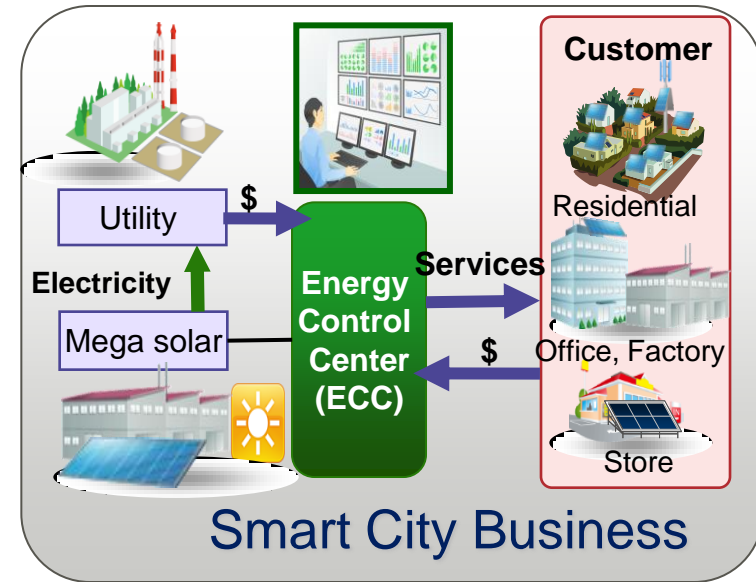 Customer
$
Utility
Residential
Electricity
Services
Energy
Control
Center
(ECC)
Mega solar
$
Office, Factory
Store
Smart City Business